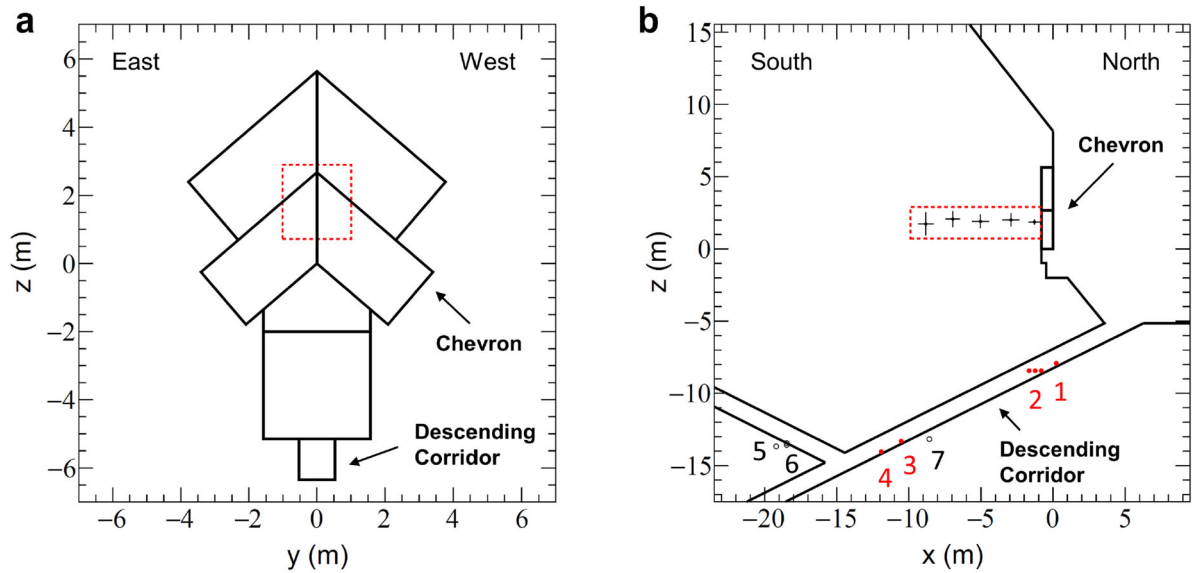 a
East
West
Chevron
Descending
Corridor
z (m)
6
4
2
0
−2
−4
−6
−6
−4
−2
0
2
4
6
y (m)
b
South
North
Chevron
Descending
Corridor
1
2
3
4
5
6
7
z (m)
15
10
5
0
−5
−10
−15
−20
−15
−10
−5
0
5
x (m)